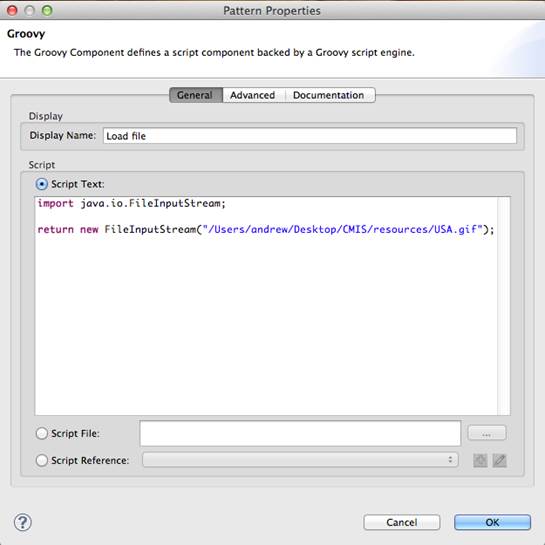 Pattern Properties
Groovy
The Groovy Component defines a script component backed by a Groovy script engine.
General Advanced Documentation
Display
Display Name: Load file
Script
Script Text:
import java.io.FileInputStream;
return new FileInputStream("/Users/andrew/Desktop/CMIS/resources/USA.gif");
Script File: ...
Script Reference:
? Cancel OK